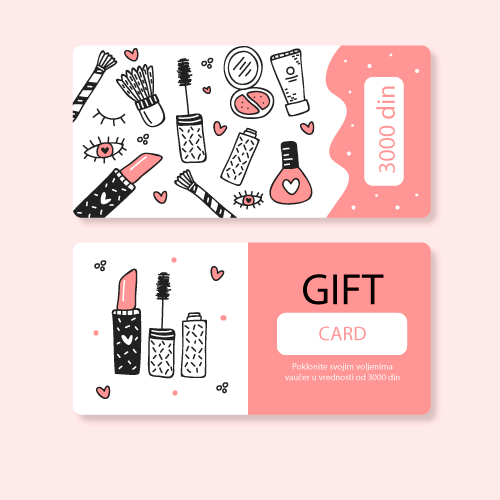 3000 din
GIFT
CARD
Poklonite svojim voljenima
vaučer u vrednosti od 3000 din